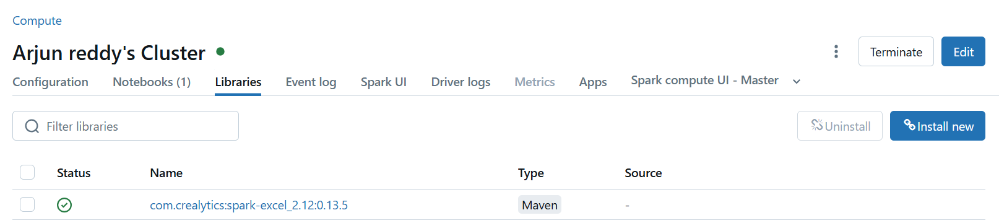 Compute
Arjun reddy's Cluster
Terminate
Edit
Configuration Notebooks (1) Libraries Event log Spark UI Driver logs Metrics Apps Spark compute UI - Master
Filter libraries
Uninstall
Install new
Status Name Type Source
com.crealytics:spark-excel_2.12:0.13.5 Maven -